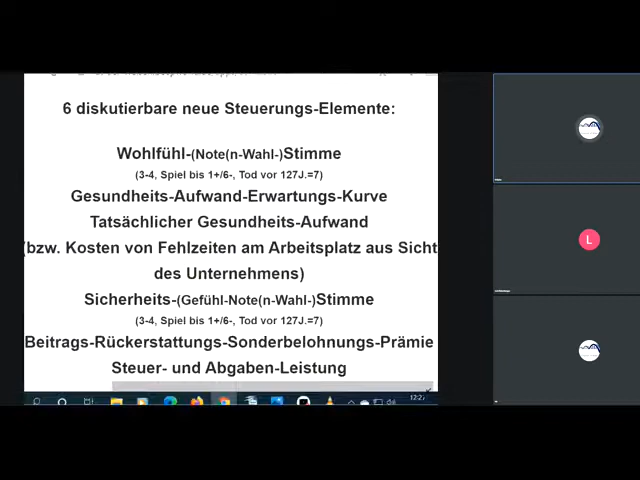 6 diskutierbare neue Steuerungs-Elemente:
Wohlfühl-(Note(n-Wahl-)Stimme
(3-4, Spiel bis 1+/6-, Tod vor 127J.=7)
Gesundheits-Aufwand-Erwartungs-Kurve
Tatsächlicher Gesundheits-Aufwand
(bzw. Kosten von Fehlzeiten am Arbeitsplatz aus Sicht
des Unternehmens)
Sicherheits-(Gefühl-Note(n-Wahl-)Stimme
(3-4, Spiel bis 1+/6-, Tod vor 127J.=7)
Beitrags-Rückerstattungs-Sonderbelohnungs-Prämie
Steuer- und Abgaben-Leistung
L